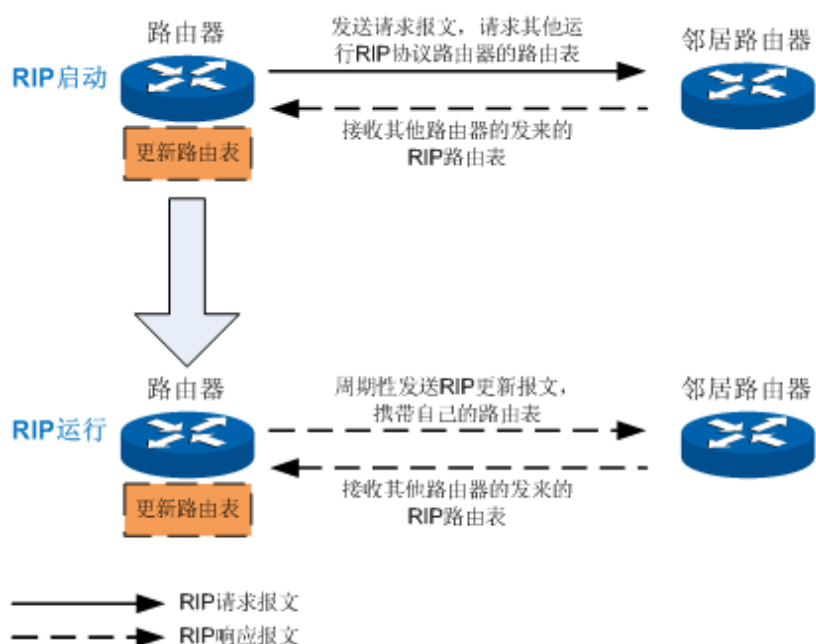 路由器
发送请求报文，请求其他运
行RIP协议路由器的路由表
邻居路由器
RIP启动
接收其他路由器的发来的
RIP路由表
更新路由表
路由器
周期性发送RIP更新报文，
携带自己的路由表
邻居路由器
RIP运行
接收其他路由器的发来的
RIP路由表
更新路由表
RIP请求报文
RIP响应报文